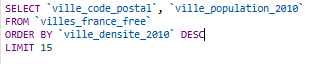 SELECT `ville_code_postal`, `ville_population_2010`
FROM `villes_france_free`
ORDER BY `ville_densite_2010` DESC
LIMIT 15